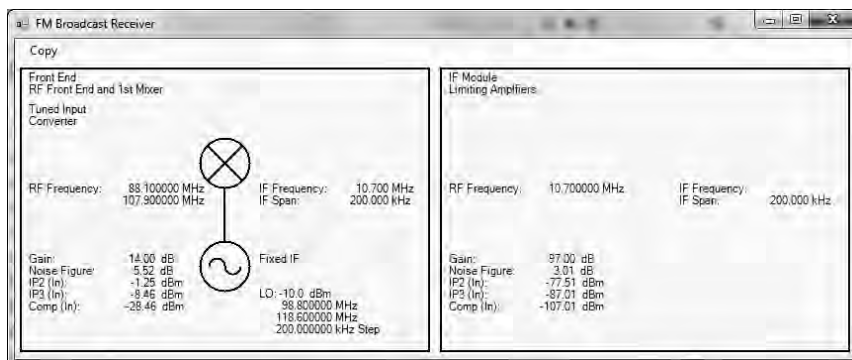 FM Broadcast Receiver
Copy
Front End
RF Front End and 1st Mixer
Tuned Input
Converter
RF Frequency: 88.100000 MHz
107.900000 MHz
IF Frequency: 10.700 MHz
IF Span: 200.000 kHz
Gain: 14.00 dB
Noise Figure: 5.52 dB
IP2 (In): -1.25 dBm
IP3 (In): -8.46 dBm
Comp (In): -28.46 dBm
Fixed IF
LO: -10.0 dBm
98.800000 MHz
118.600000 MHz
200.000000 kHz Step
IF Module
Limiting Amplfiers
RF Frequency: 10.700000 MHz
IF Frequency:
IF Span: 200.000 kHz
Gain: 97.00 dB
Noise Figure: 3.01 dB
IP2 (In): -77.51 dBm
IP3 (In): -87.01 dBm
Comp (In): -107.01 dBm